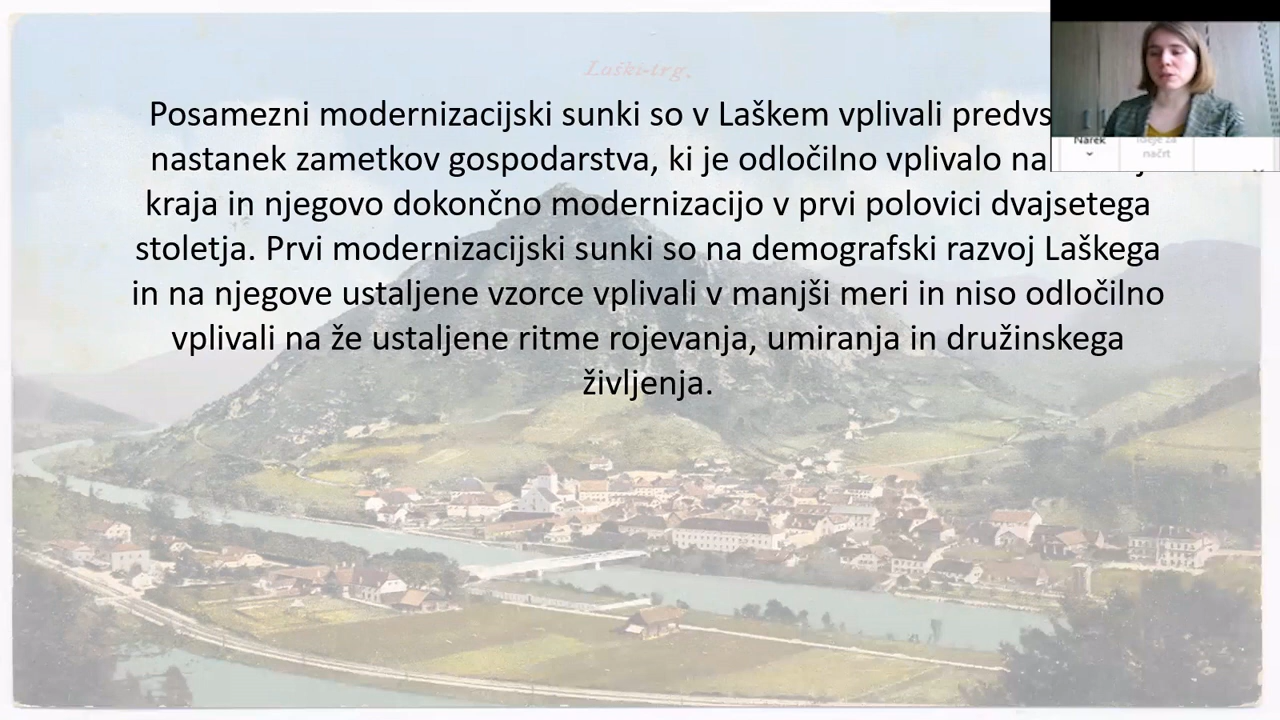 Laški-trg.
Posamezni modernizacijski sunki so v Laškem vplivali
nastanek zametkov gospodarstva, ki je odločilno vplivalo na
kraja in njegovo dokončno modernizacijo v prvi polovici dvajsetega
stoletja. Prvi modernizacijski sunki so na demografski razvoj Laškega
in na njegove ustaljene vzorce vplivali v manjši meri in niso odločilno
vplivali na že ustaljene ritme rojevanja, umiranja in družinskega
življenja.
Narek
načrt